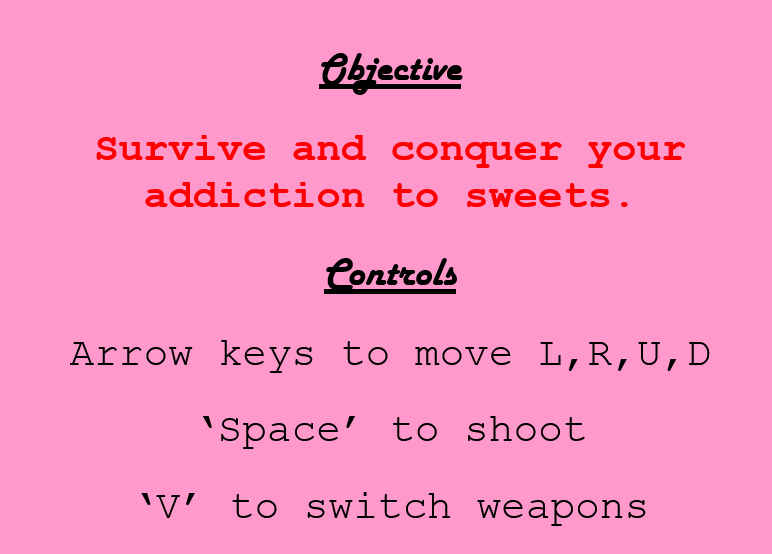 Objective
Survive and conquer your
addiction to sweets.
Controls
Arrow keys to move L,R,U,D
‘Space’ to shoot
‘V’ to switch weapons